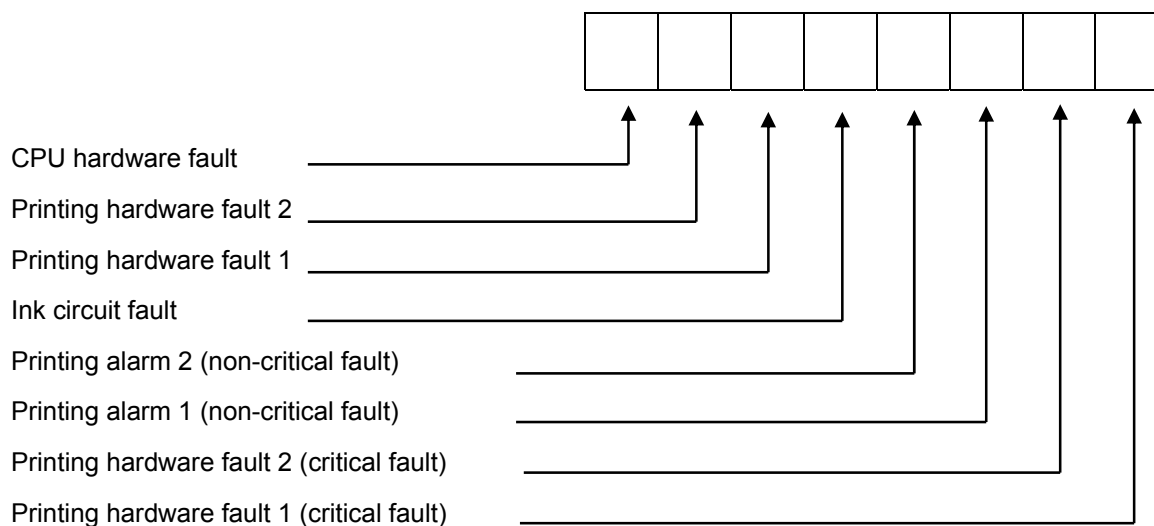 CPU hardware fault
Printing hardware fault 2
Printing hardware fault 1
Ink circuit fault
Printing alarm 2 (non-critical fault)
Printing alarm 1 (non-critical fault)
Printing hardware fault 2 (critical fault)
Printing hardware fault 1 (critical fault)